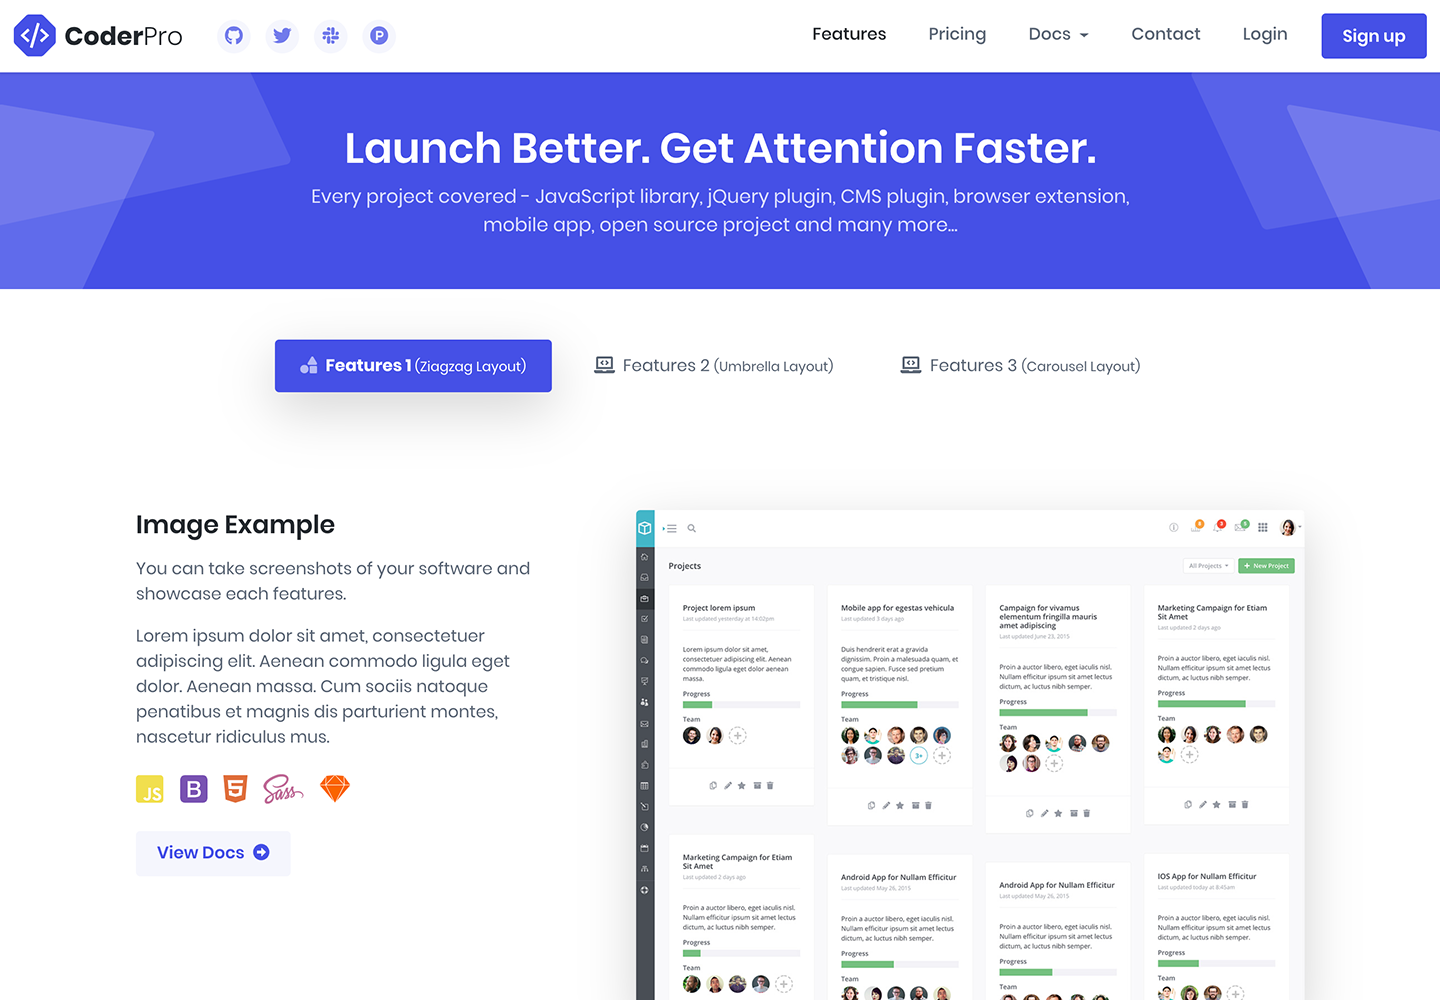 CoderPro
Features
Pricing
Docs
Contact
Login
Sign up
Launch Better. Get Attention Faster.
Every project covered - JavaScript library, jQuery plugin, CMS plugin, browser extension,
mobile app, open source project and many more...
Features 1 (Ziagzag Layout)
Features 2 (Umbrella Layout)
Features 3 (Carousel Layout)
Image Example
You can take screenshots of your software and
showcase each features.
Lorem ipsum dolor sit amet, consectetuer
adipiscing elit. Aenean commodo ligula eget
dolor. Aenean massa. Cum sociis natoque
penatibus et magnis dis parturient montes,
nascetur ridiculus mus.
JS
B
5
Sass
View Docs
Projects
All Projects
New Project
Project lorem ipsum
Last updated yesterday at 14:02pm
Lorem ipsum dolor sit amet,
consectetuer adipiscing elit. Aenean
commodo ligula eget dolor aenean
massa.
Progress
Team
Mobile app for egestas vehicula
Last updated 3 days ago
Duis hendrerit erat a gravida
dignissim. Proin a malesuada quam, et
congue sapien. Fusce sed pretium
quam, et tristique nisl.
Progress
Team
3+
Campaign for vivamus
elementum fringilla mauris
amet adipiscing
Last updated June 23, 2015
Proin a auctor libero, eget iaculis nisl.
Nullam efficitur ipsum sit amet lectus
dictum, ac luctus nibh semper.
Progress
Team
Marketing Campaign for Etiam
Sit Amet
Last updated 2 days ago
Proin a auctor libero, eget iaculis nisl.
Nullam efficitur ipsum sit amet lectus
dictum, ac luctus nibh semper.
Progress
Team
Marketing Campaign for Etiam
Sit Amet
Last updated 2 days ago
Proin a auctor libero, eget iaculis nisl.
Nullam efficitur ipsum sit amet lectus
dictum, ac luctus nibh semper.
Progress
Team
Android App for Nullam Efficitur
Last updated May 26, 2015
Proin a auctor libero, eget iaculis nisl.
Nullam efficitur ipsum sit amet lectus
dictum, ac luctus nibh semper.
Progress
Team
Android App for Nullam Efficitur
Last updated May 26, 2015
Proin a auctor libero, eget iaculis nisl.
Nullam efficitur ipsum sit amet lectus
dictum, ac luctus nibh semper.
Progress
Team
IOS App for Nullam Efficitur
Last updated today at 8:45am
Proin a auctor libero, eget iaculis nisl.
Nullam efficitur ipsum sit amet lectus
dictum, ac luctus nibh semper.
Progress
Team